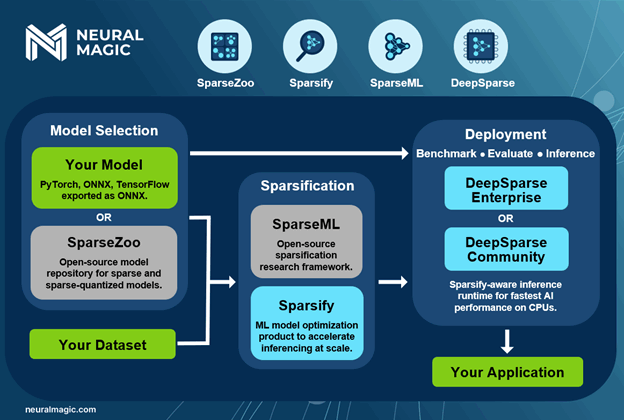 NEURAL
MAGIC
SparseZoo
Sparsify
SparseML
DeepSparse
Model Selection
Your Model
PyTorch, ONNX, TensorFlow
exported as ONNX.
OR
SparseZoo
Open-source model
repository for sparse and
sparse-quantized models.
Your Dataset
Sparsification
SparseML
Open-source
sparsification
research framework.
Sparsify
ML model optimization
product to accelerate
inferencing at scale.
Deployment
Benchmark ● Evaluate ● Inference
DeepSparse
Enterprise
OR
DeepSparse
Community
Sparsify-aware inference
runtime for fastest AI
performance on CPUs.
Your Application
neuralmagic.com